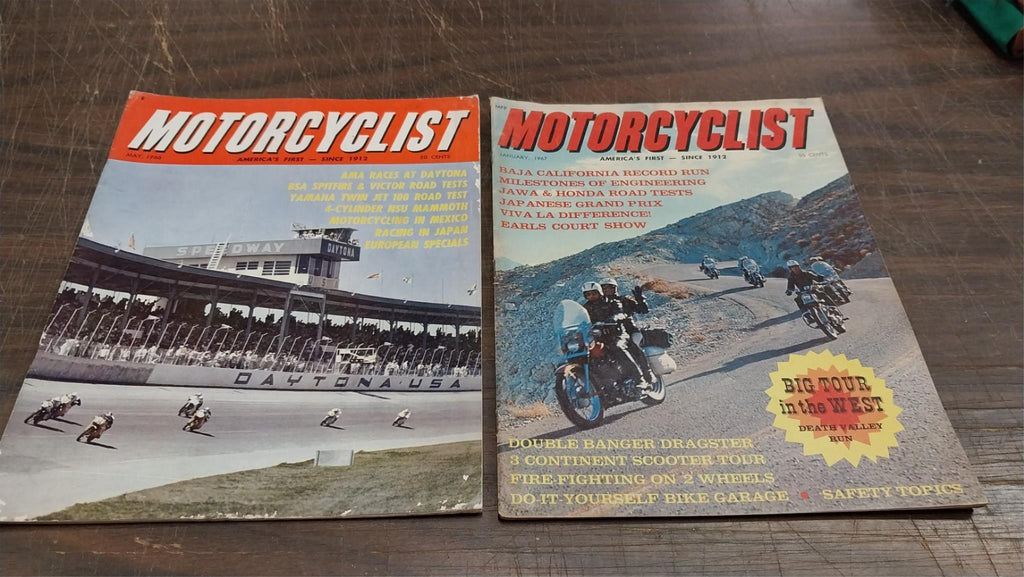 MOTORCYCLIST
MAY, 1966
AMERICA'S FIRST — SINCE 1912
50 CENTS
AMA RACES AT DAYTONA
BSA SPITFIRE & VICTOR ROAD TESTS
YAMAHA TWIN JET 100 ROAD TEST
4-CYLINDER NSU MAMMOTH
MOTORCYCLING IN MEXICO
RACING IN JAPAN
EUROPEAN SPECIALS
SPEEDWAY
DAYTONA
DAYTONA·USA
MOTORCYCLIST
JANUARY, 1967
AMERICA'S FIRST — SINCE 1912
50 CENTS
BAJA CALIFORNIA RECORD RUN
MILESTONES OF ENGINEERING
JAVA & HONDA ROAD TESTS
JAPANESE GRAND PRIX
VIVA LA DIFFERENCE!
EARLS COURT SHOW
BIG TOUR
in the WEST
DEATH VALLEY
RUN
DOUBLE BANGER DRAGSTER
3 CONTINENT SCOOTER TOUR
FIRE-FIGHTING ON 2 WHEELS
DO IT-YOURSELF BIKE GARAGE ▪ SAFETY TOPICS